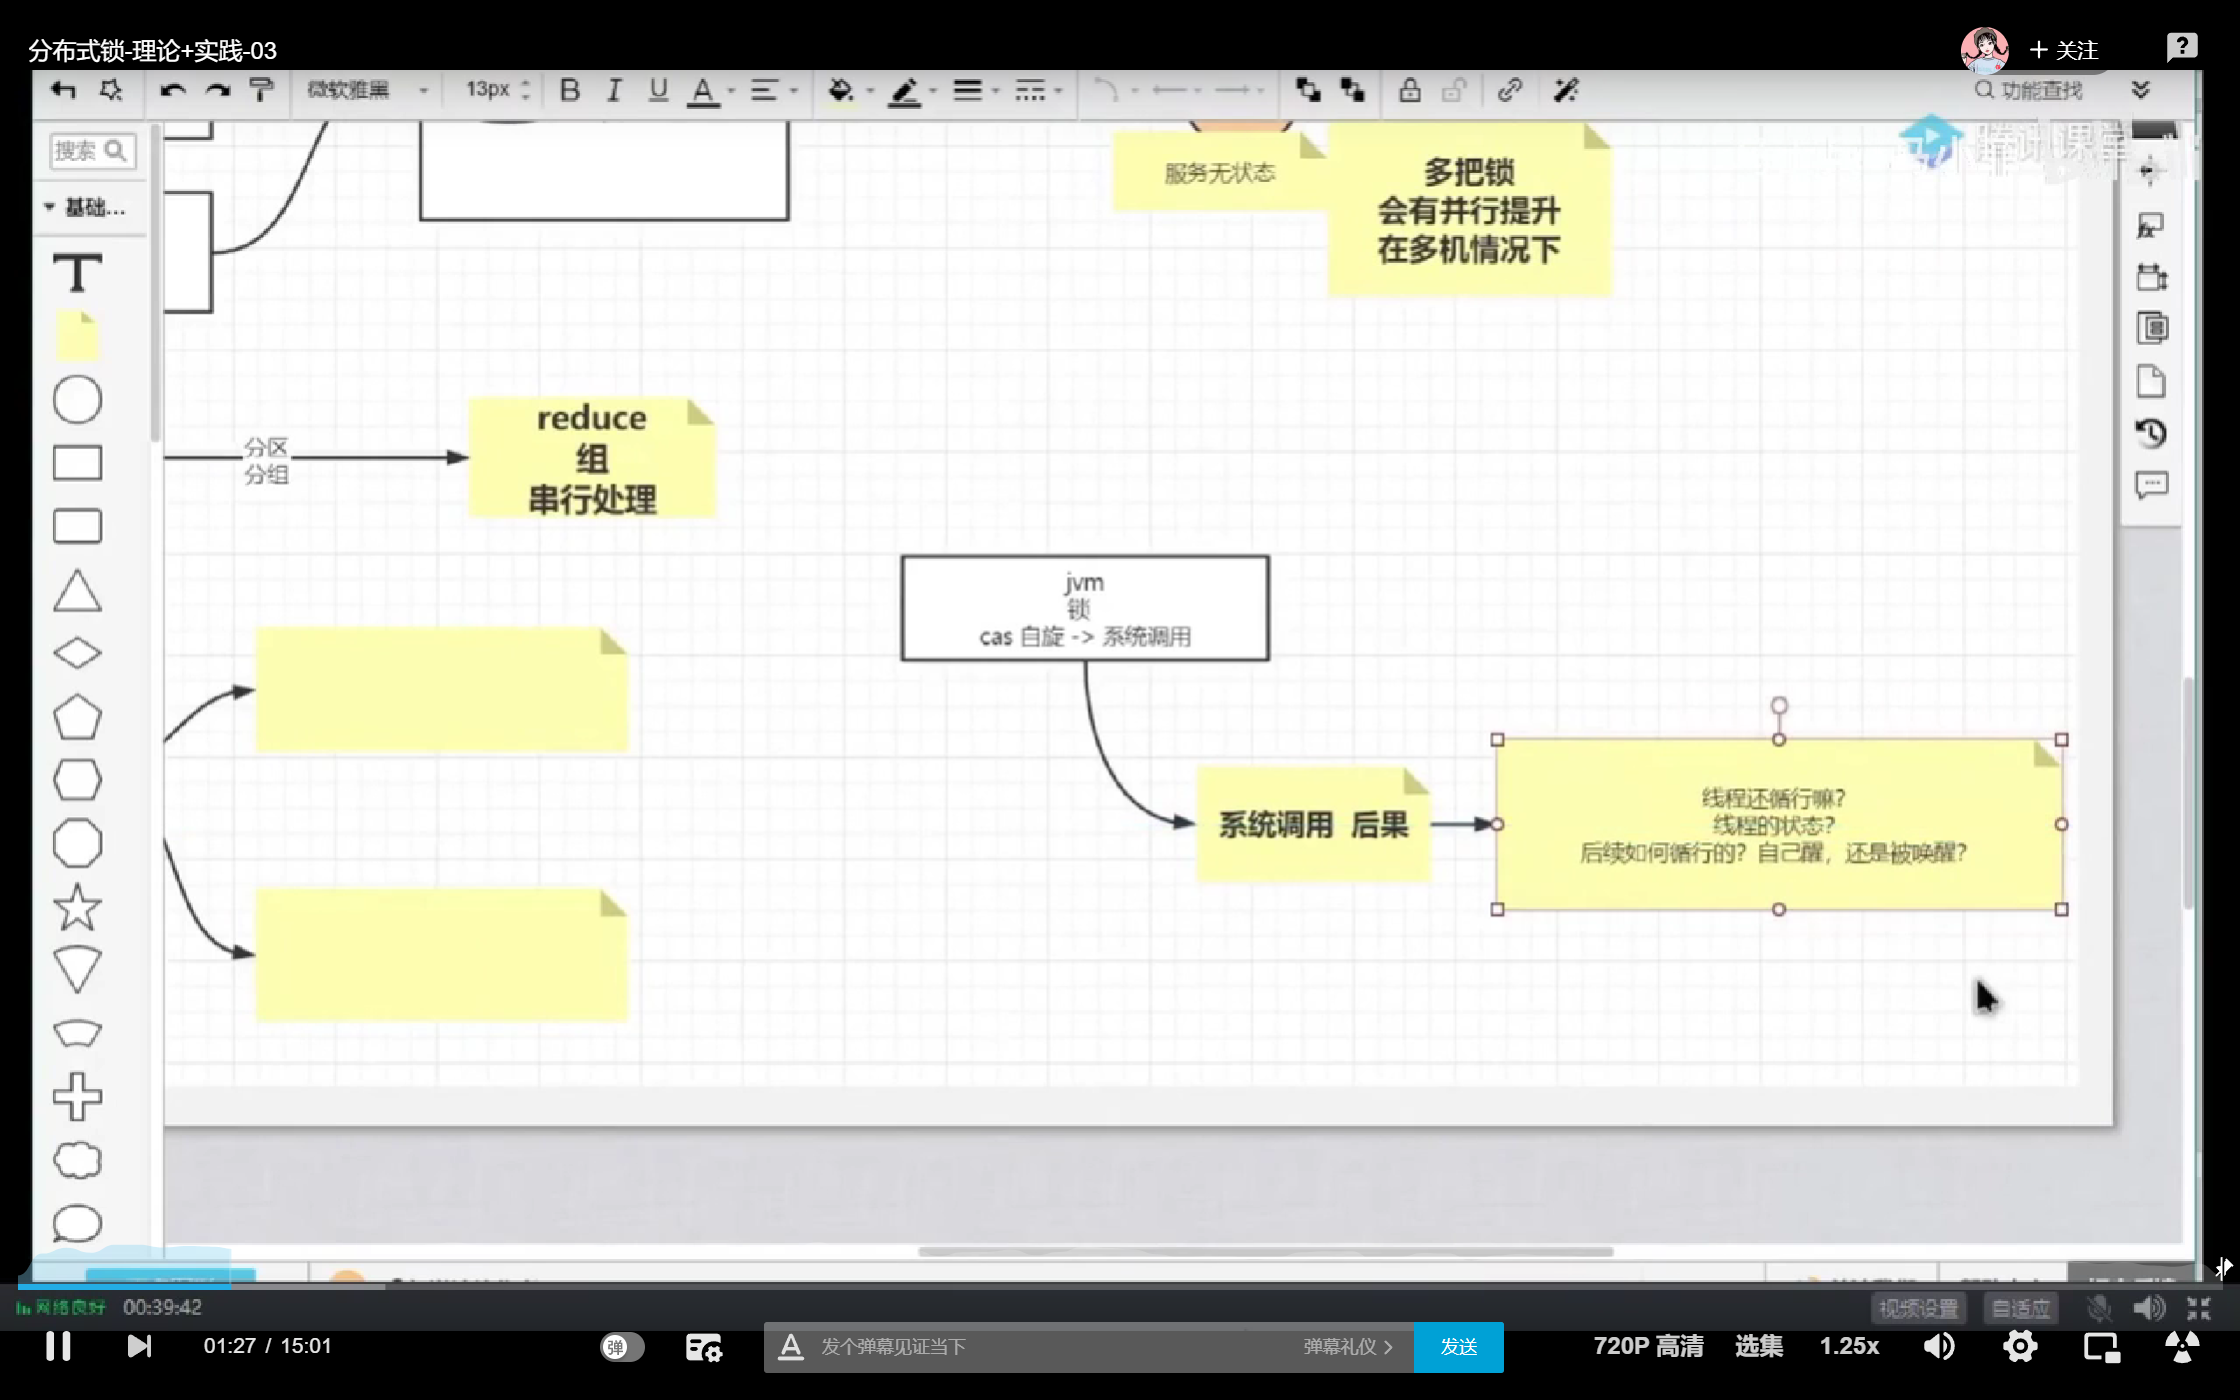 分布式锁-理论+实践-03
+ 关注
微软雅黑
13px
B I U A
功能查找
搜索
基础...
T
服务无状态
多把锁
会有并行提升
在多机情况下
腾讯课堂
reduce
组
串行处理
分区
分组
jvm
锁
cas 自旋 -> 系统调用
系统调用 后果
线程还循行嘛?
线程的状态?
后续如何循行的? 自己醒, 还是被唤醒?
网络良好 00:39:42
视频设置 自适应
01:27 / 15:01
弹
A 发个弹幕见证当下 弹幕礼仪 > 发送
720P 高清 选集 1.25x